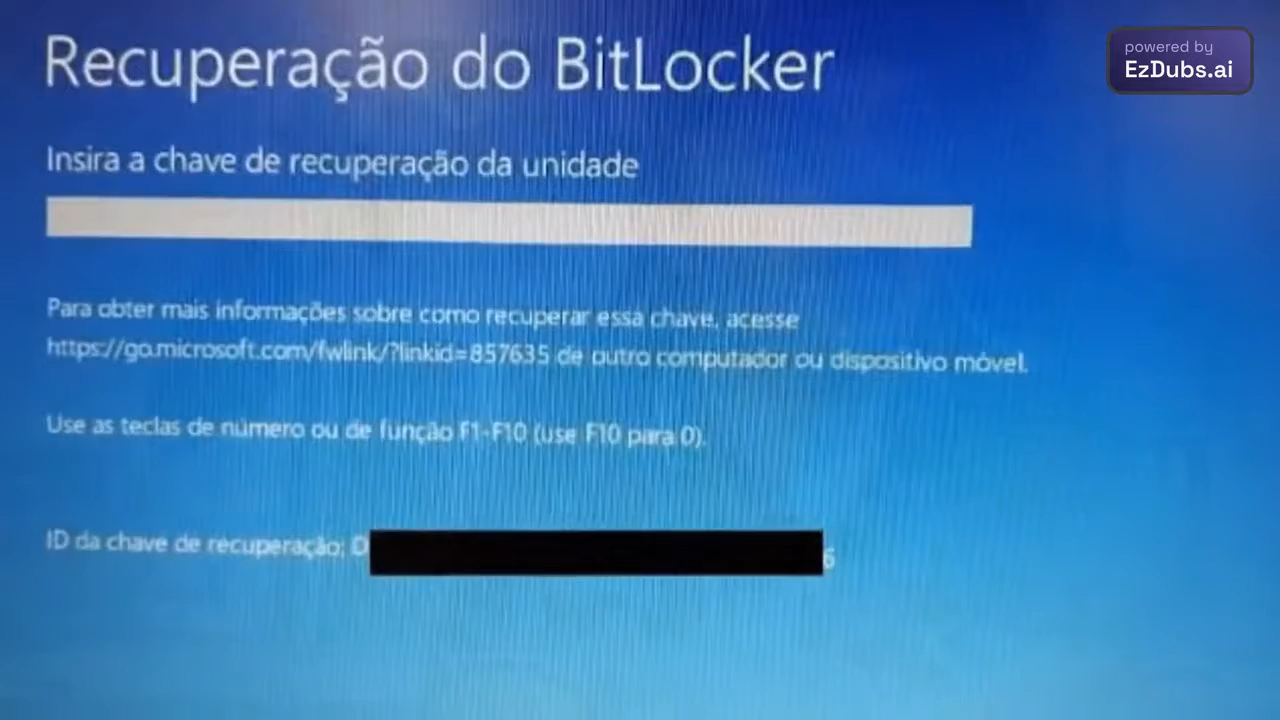 Recuperação do BitLocker
powered by
EzDubs.ai
Insira a chave de recuperação da unidade
Para obter mais informações sobre como recuperar essa chave, acesse
https://go.microsoft.com/fwlink/?linkid=857635 de outro computador ou dispositivo móvel.
Use as teclas de número ou de função F1-F10 (use F10 para 0).
ID da chave de recuperação: D
6